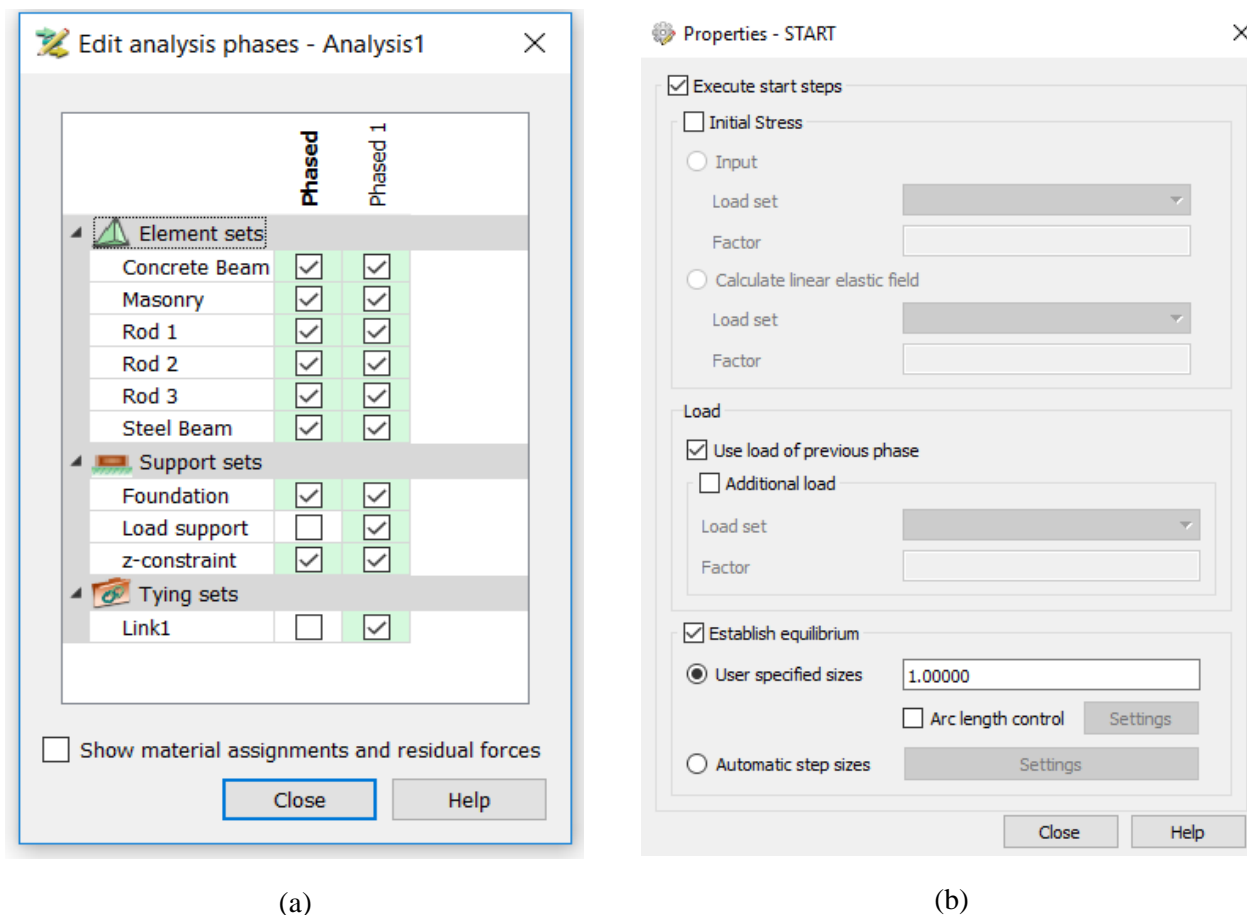 Edit analysis phases - Analysis1
Phased
Phased 1
Element sets
Concrete Beam
Masonry
Rod 1
Rod 2
Rod 3
Steel Beam
Support sets
Foundation
Load support
z-constraint
Tying sets
Link1
Show material assignments and residual forces
Close Help
(a)
Properties - START
Execute start steps
Initial Stress
Input
Load set
Factor
Calculate linear elastic field
Load set
Factor
Load
Use load of previous phase
Additional load
Load set
Factor
Establish equilibrium
User specified sizes 1.00000
Arc length control Settings
Automatic step sizes Settings
Close Help
(b)